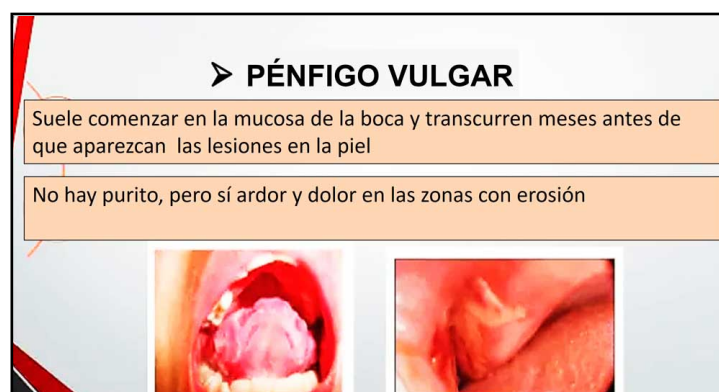 ➤ PÉNFIGO VULGAR
Suele comenzar en la mucosa de la boca y transcurren meses antes de
que aparezcan las lesiones en la piel
No hay purito, pero sí ardor y dolor en las zonas con erosión